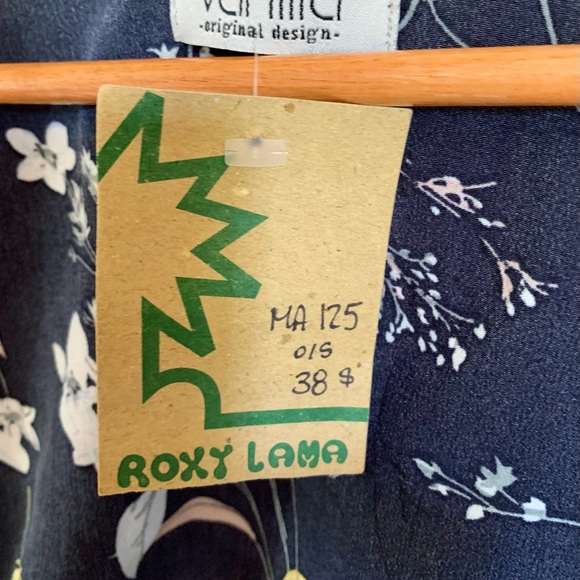 -original design-
MA 125
O/S
38 $
ROXY LAMA